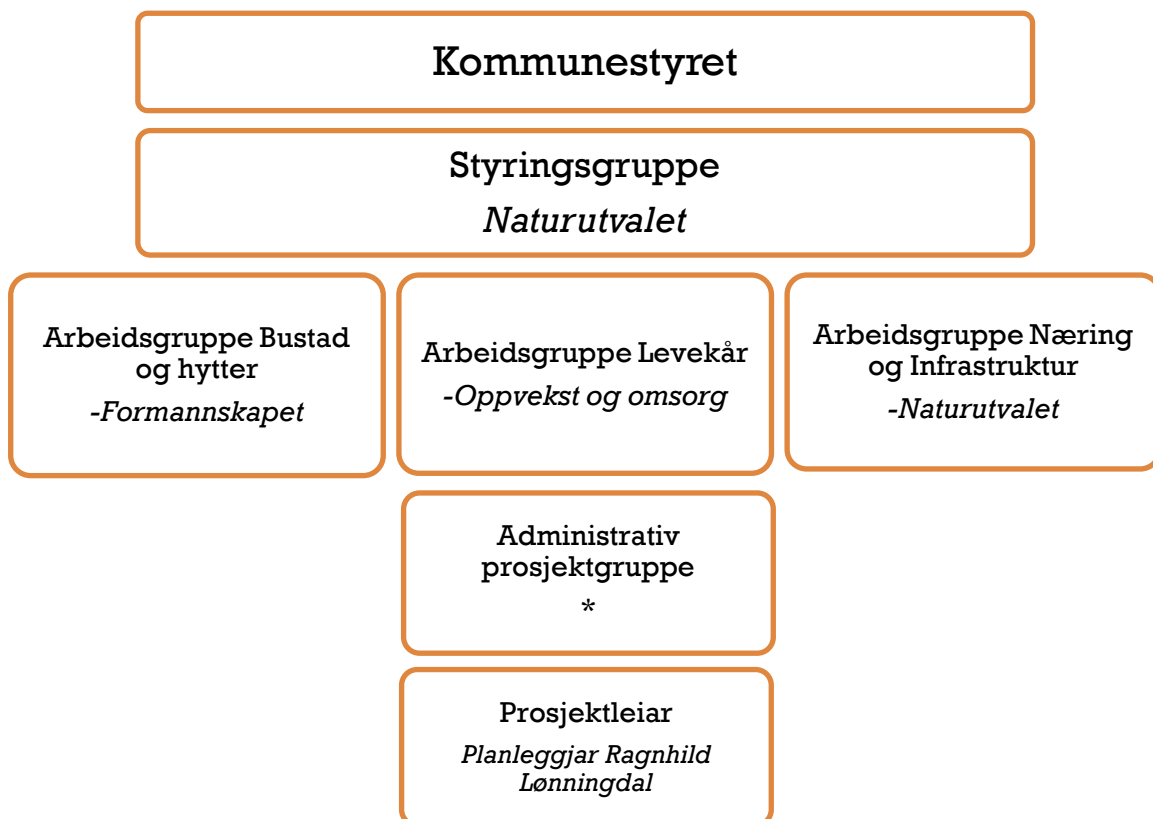 Kommunestyret
Styringsgruppe
Naturutvalet
Arbeidsgruppe Bustad
og hytter
-Formannskapet
Arbeidsgruppe Levekår
-Oppvekst og omsorg
Arbeidsgruppe Næring
og Infrastruktur
-Naturutvalet
Administrativ
prosjektgruppe
*
Prosjektleiar
Planleggjar Ragnhild
Lønningdal